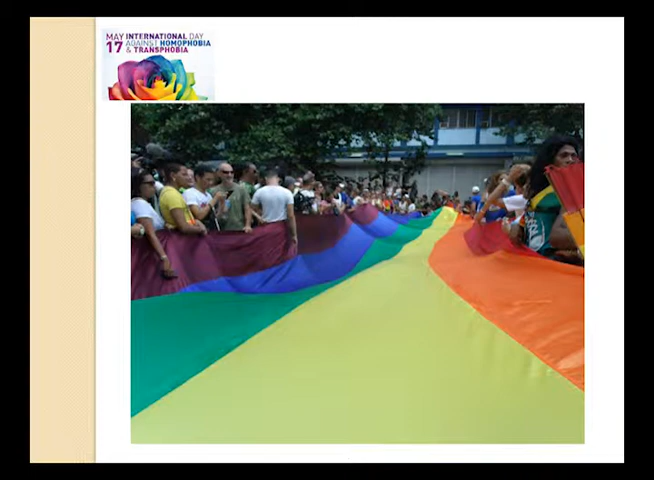 MAY INTERNATIONAL DAY
17 AGAINST HOMOPHOBIA
& TRANSPHOBIA